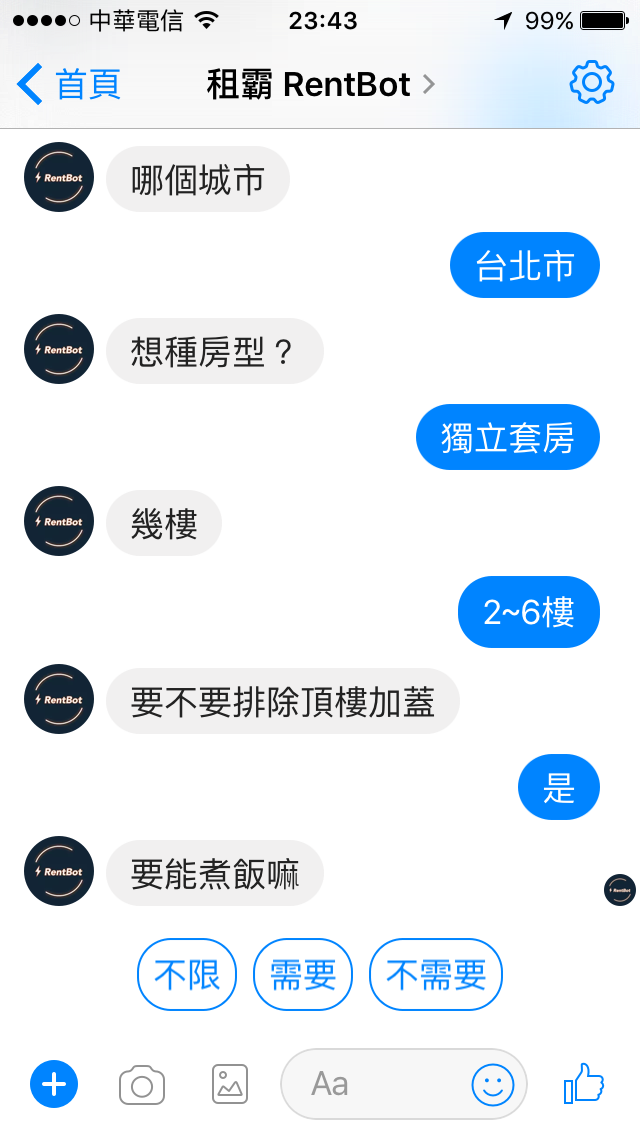 中華電信 23:43 99%
首頁 租霸 RentBot
RentBot 哪個城市
台北市
RentBot 想種房型？
獨立套房
RentBot 幾樓
2~6樓
RentBot 要不要排除頂樓加蓋
是
RentBot 要能煮飯嘛
RentBot
不限 需要 不需要
Aa